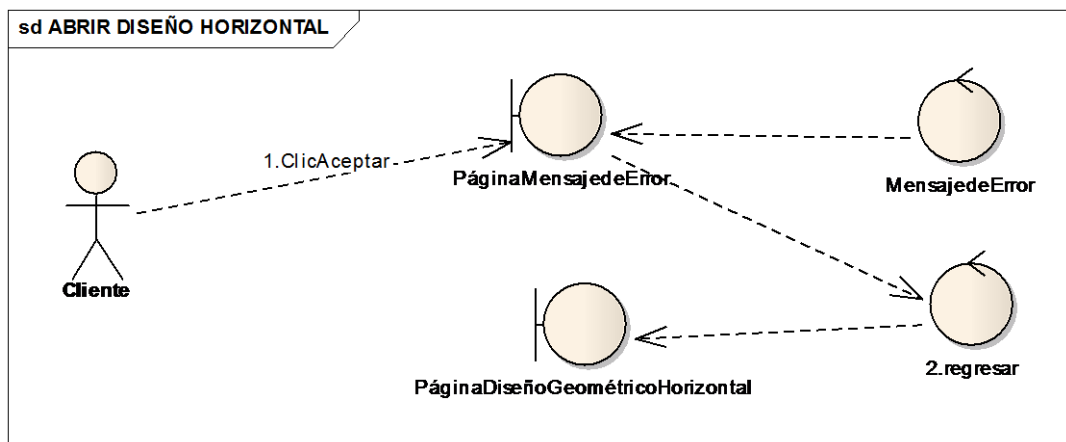 sd ABRIR DISEÑO HORIZONTAL
1.ClicAceptar
PáginaMensajedeError
MensajedeError
Cliente
PáginaDiseñoGeométricoHorizontal
2.regresar